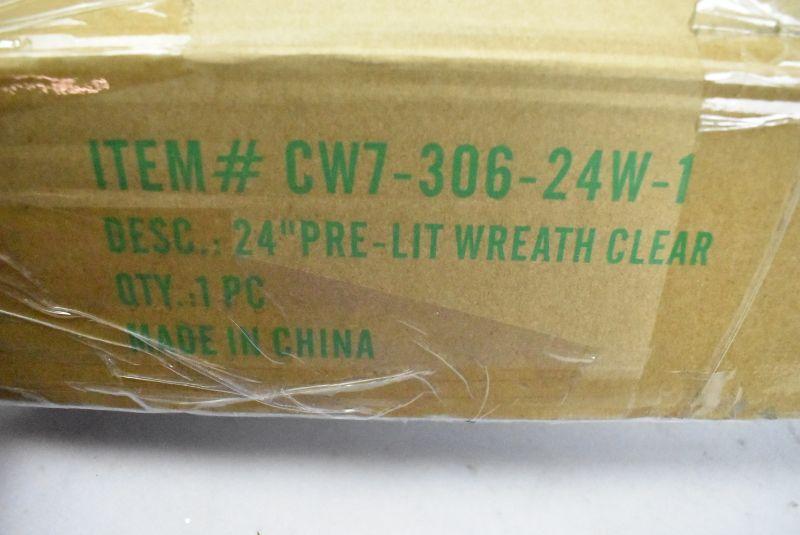 ITEM# CW7-306-24W-1
DESC.: 24"PRE-LIT WREATH CLEAR
QTY.:1 PC
MADE IN CHINA